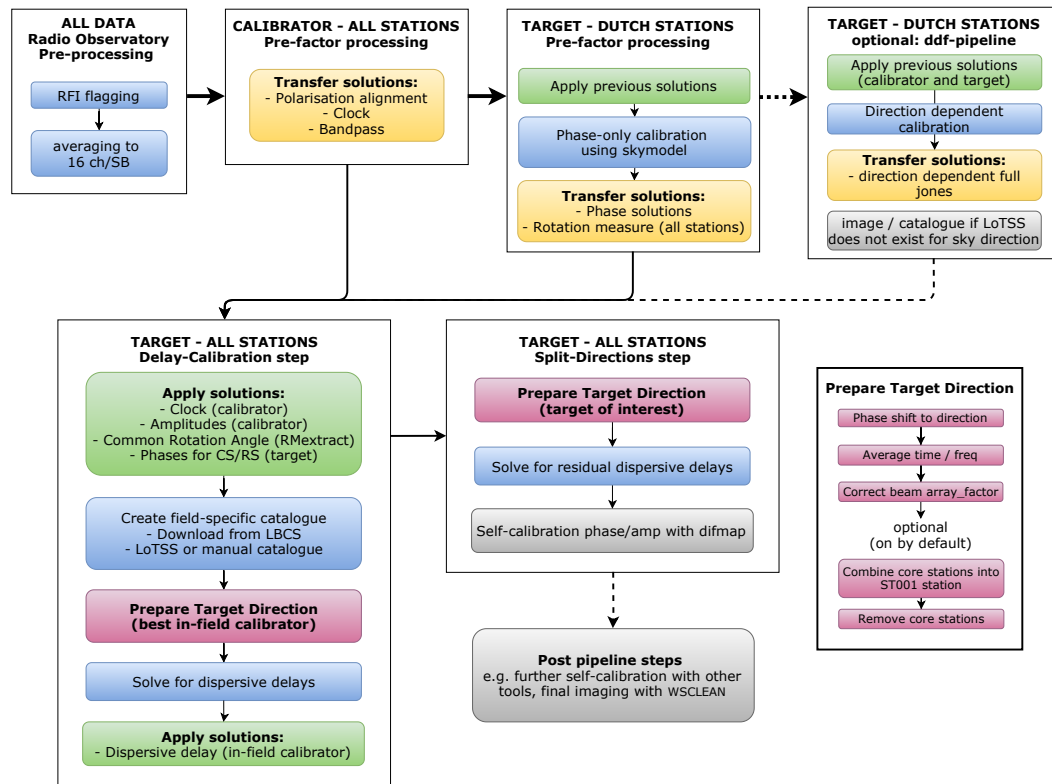 ALL DATA
Radio Observatory
Pre-processing
RFI flagging
averaging to
16 ch/SB
CALIBRATOR - ALL STATIONS
Pre-factor processing
Transfer solutions:
- Polarisation alignment
- Clock
- Bandpass
TARGET - DUTCH STATIONS
Pre-factor processing
Apply previous solutions
Phase-only calibration
using skymodel
Transfer solutions:
- Phase solutions
- Rotation measure (all stations)
TARGET - DUTCH STATIONS
optional: ddf-pipeline
Apply previous solutions
(calibrator and target)
Direction dependent
calibration
Transfer solutions:
- direction dependent full
jones
image / catalogue if LoTSS
does not exist for sky direction
TARGET - ALL STATIONS
Delay-Calibration step
Apply solutions:
- Clock (calibrator)
- Amplitudes (calibrator)
- Common Rotation Angle (RMextract)
- Phases for CS/RS (target)
Create field-specific catalogue
- Download from LBCS
- LoTSS or manual catalogue
Prepare Target Direction
(best in-field calibrator)
Solve for dispersive delays
Apply solutions:
- Dispersive delay (in-field calibrator)
TARGET - ALL STATIONS
Split-Directions step
Prepare Target Direction
(target of interest)
Solve for residual dispersive delays
Self-calibration phase/amp with difmap
Post pipeline steps
e.g. further self-calibration with other
tools, final imaging with WSCLEAN
Prepare Target Direction
Phase shift to direction
Average time / freq
Correct beam array_factor
optional
(on by default)
Combine core stations into
ST001 station
Remove core stations